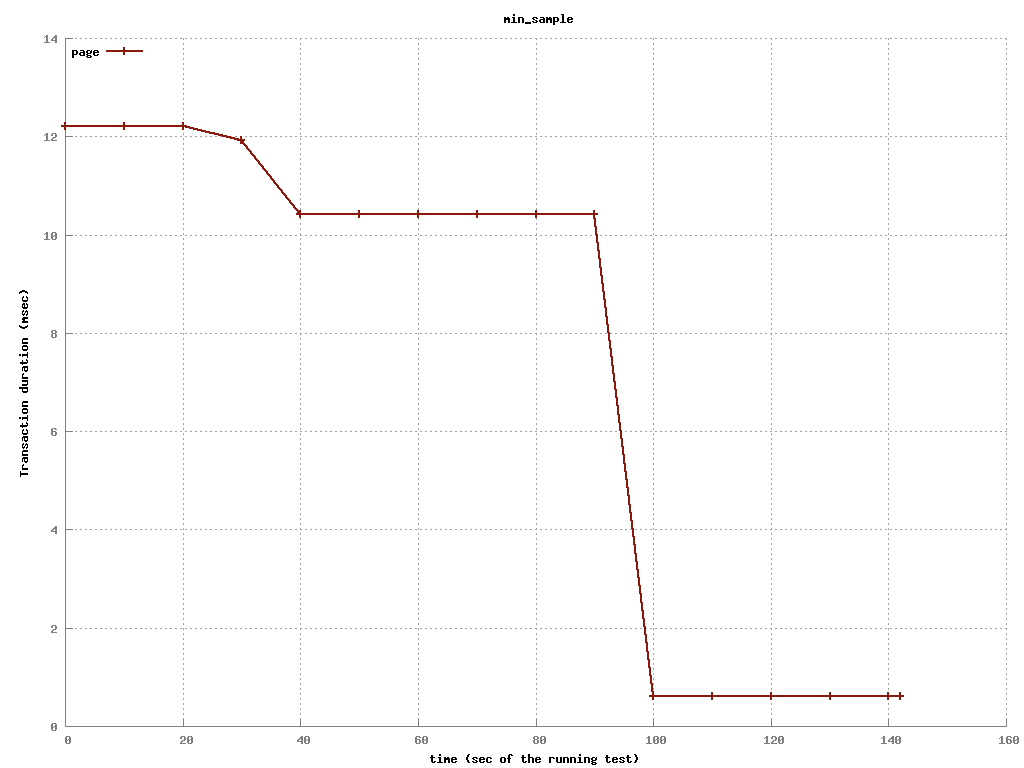 min_sample
14
page
12
10
8
6
4
2
0
Transaction duration (msec)
0 20 40 60 80 100 120 140 160
time (sec of the running test)